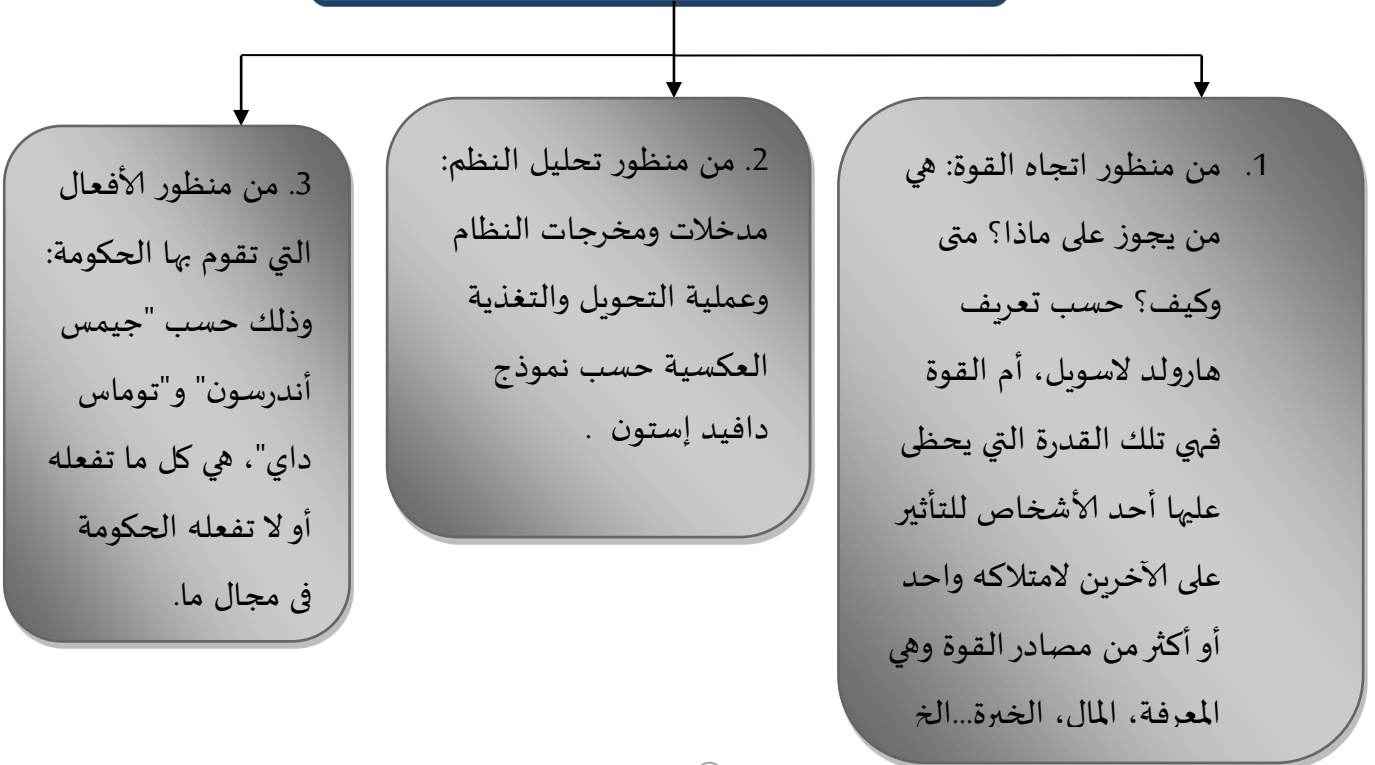 1. من منظور اتجاه القوة: هي
من يجوز على ماذا؟ متى
وكيف؟ حسب تعريف
هارولد لاسويل، أم القوة
فهي تلك القدرة التي يحظى
عليها أحد الأشخاص للتأثير
على الآخرين لامتلاكه واحد
أو أكثر من مصادر القوة وهي
المعرفة، المال، الخبرة...الخ
2. من منظور تحليل النظم:
مدخلات ومخرجات النظام
وعملية التحويل والتغذية
العكسية حسب نموذج
دافيد إستون .
3. من منظور الأفعال
التي تقوم بها الحكومة:
وذلك حسب "جيمس
أندرسون" و"توماس
داي"، هي كل ما تفعله
أو لا تفعله الحكومة
في مجال ما.